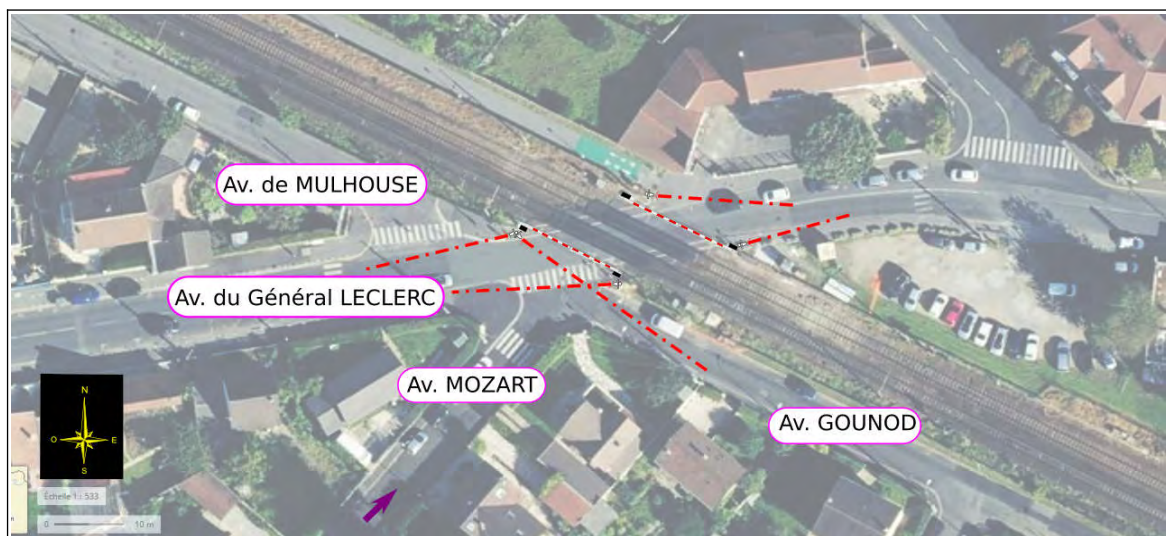 Av. de MULHOUSE
Av. du Général LECLERC
Av. MOZART
Av. GOUNOD
N
O
E
S
Échelle 1 : 533
0
10 m